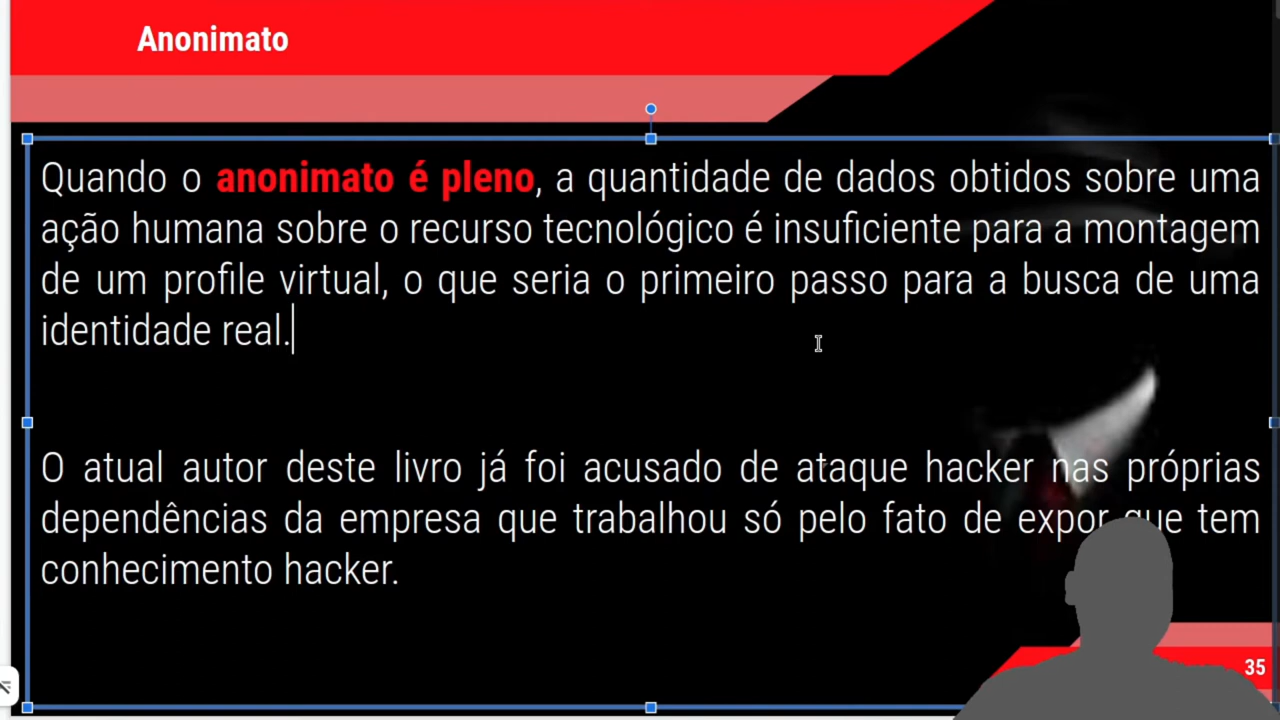 Anonimato
Quando o anonimato é pleno, a quantidade de dados obtidos sobre uma
ação humana sobre o recurso tecnológico é insuficiente para a montagem
de um profile virtual, o que seria o primeiro passo para a busca de uma
identidade real.
O atual autor deste livro já foi acusado de ataque hacker nas próprias
dependências da empresa que trabalhou só pelo fato de expor que tem
conhecimento hacker.
35